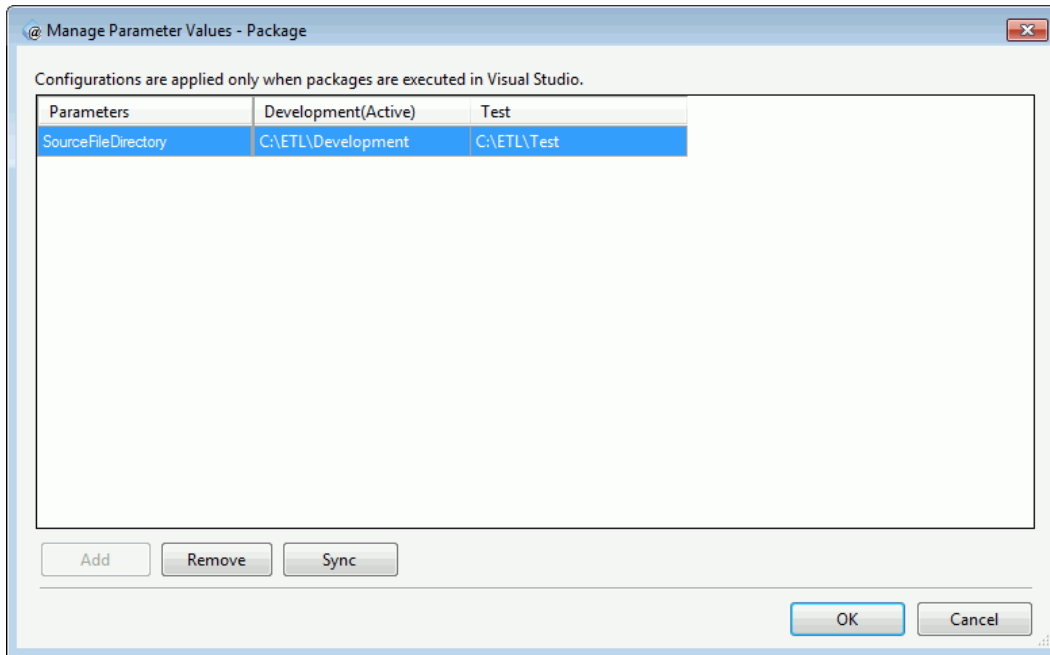 Manage Parameter Values - Package
Configurations are applied only when packages are executed in Visual Studio.
Parameters Development(Active) Test
SourceFileDirectory C:\ETL\Development C:\ETL\Test
Add Remove Sync
OK Cancel